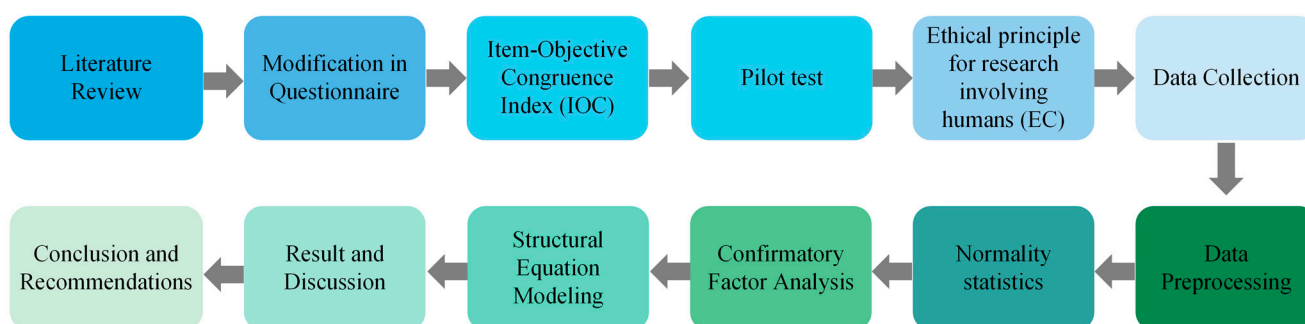 Literature
Review
Modification in
Questionnaire
Item-Objective
Congruence
Index (IOC)
Pilot test
Ethical principle
for research
involving
humans (EC)
Data Collection
Conclusion and
Recommendations
Result and
Discussion
Structural
Equation
Modeling
Confirmatory
Factor Analysis
Normality
statistics
Data
Preprocessing